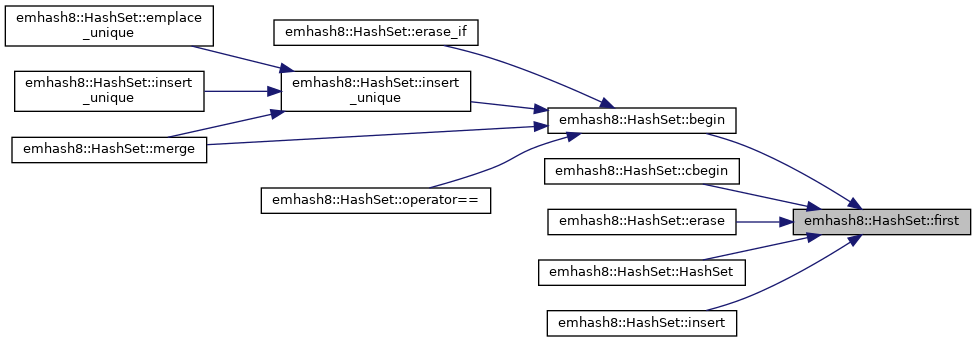 emhash8::HashSet::emplace
_unique
emhash8::HashSet::erase_if
emhash8::HashSet::insert
_unique
emhash8::HashSet::insert
_unique
emhash8::HashSet::begin
emhash8::HashSet::merge
emhash8::HashSet::cbegin
emhash8::HashSet::operator==
emhash8::HashSet::erase
emhash8::HashSet::first
emhash8::HashSet::HashSet
emhash8::HashSet::insert